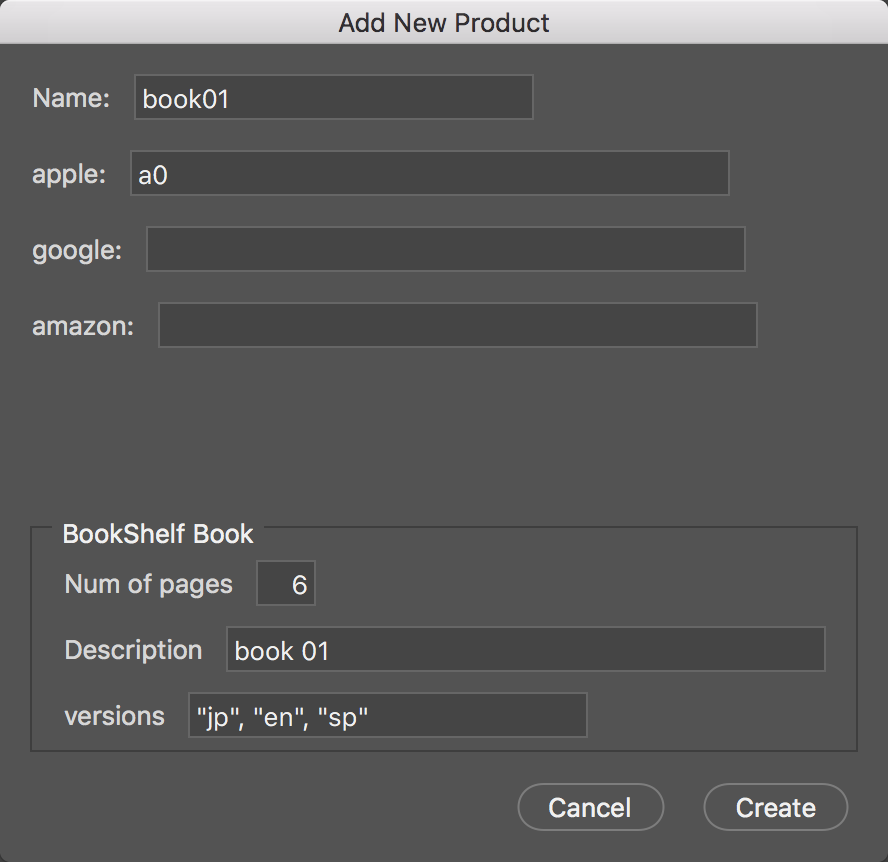 Add New Product
Name: book01
apple: a0
google:
amazon:
BookShelf Book
Num of pages 6
Description book 01
versions "jp", "en", "sp"
Cancel Create